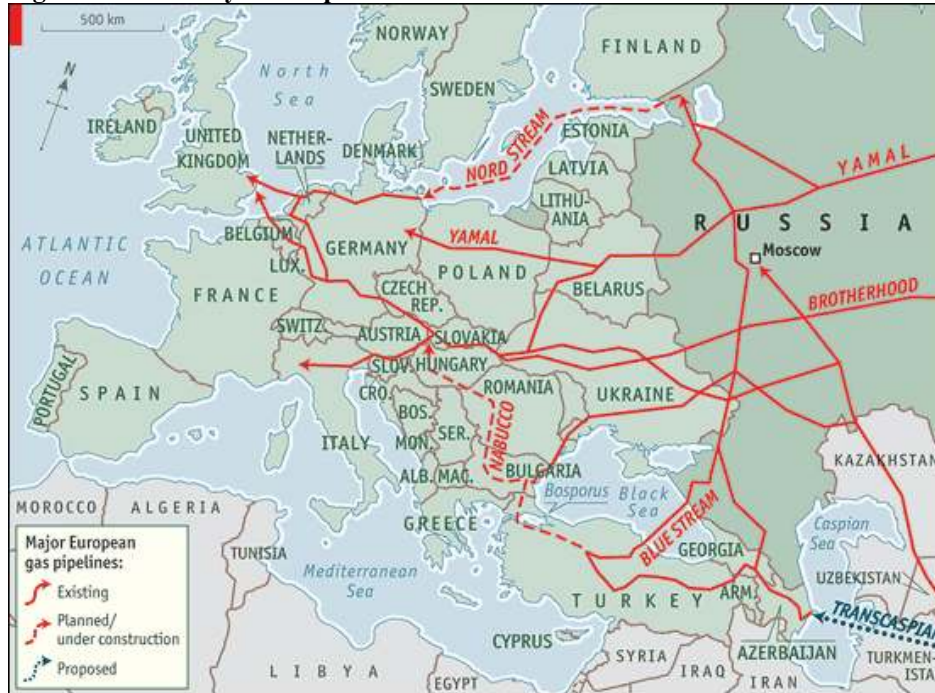 500 km
N
NORWAY
FINLAND
SWEDEN
North
Sea
ESTONIA
IRELAND
UNITED
KINGDOM
NETHER-
LANDS
DENMARK
NORD STREAM
LATVIA
LITHU-
ANIA
YAMAL
RUSSIA
Moscow
ATLANTIC
OCEAN
BELGIUM
LUX.
GERMANY
YAMAL
POLAND
BELARUS
BROTHERHOOD
FRANCE
CZECH
REP.
SWITZ.
AUSTRIA
SLOVAKIA
SLOV.
HUNGARY
UKRAINE
ROMANIA
CRO.
BOS.
SER.
MON.
NABUCCO
PORTUGAL
SPAIN
ITALY
ALB.
MAC.
BULGARIA
Bosporus
Black
Sea
BLUE STREAM
KAZAKHSTAN
MOROCCO
ALGERIA
GREECE
GEORGIA
Caspian
Sea
TUNISIA
Mediterranean
Sea
TURKEY
ARM.
UZBEKISTAN
TRANSCASPIAN
CYPRUS
SYRIA
IRAQ
IRAN
AZERBAIJAN
TURKMEN-
ISTA
LIBYA
EGYPT
Major European
gas pipelines:
Existing
Planned/
under construction
Proposed